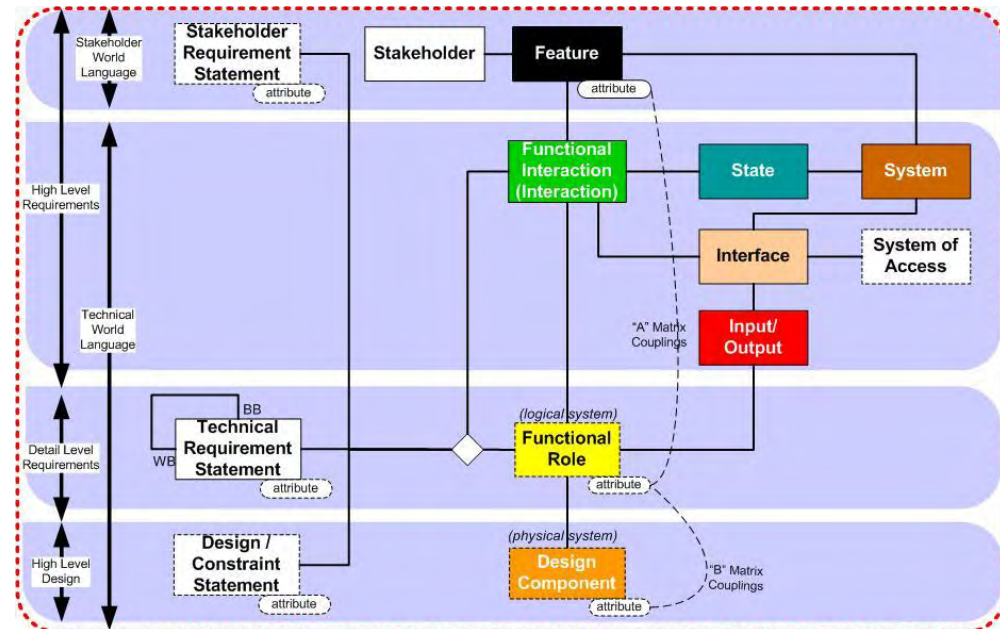 Stakeholder
World
Language
Stakeholder
Requirement
Statement
attribute
Stakeholder
Feature
attribute
High Level
Requirements
Technical
World
Language
Functional
Interaction
(Interaction)
State
System
Interface
System of
Access
Input/
Output
"A" Matrix
Couplings
Detail Level
Requirements
BB
WB
Technical
Requirement
Statement
attribute
(logical system)
Functional
Role
attribute
High Level
Design
Design /
Constraint
Statement
attribute
(physical system)
Design
Component
attribute
"B" Matrix
Couplings